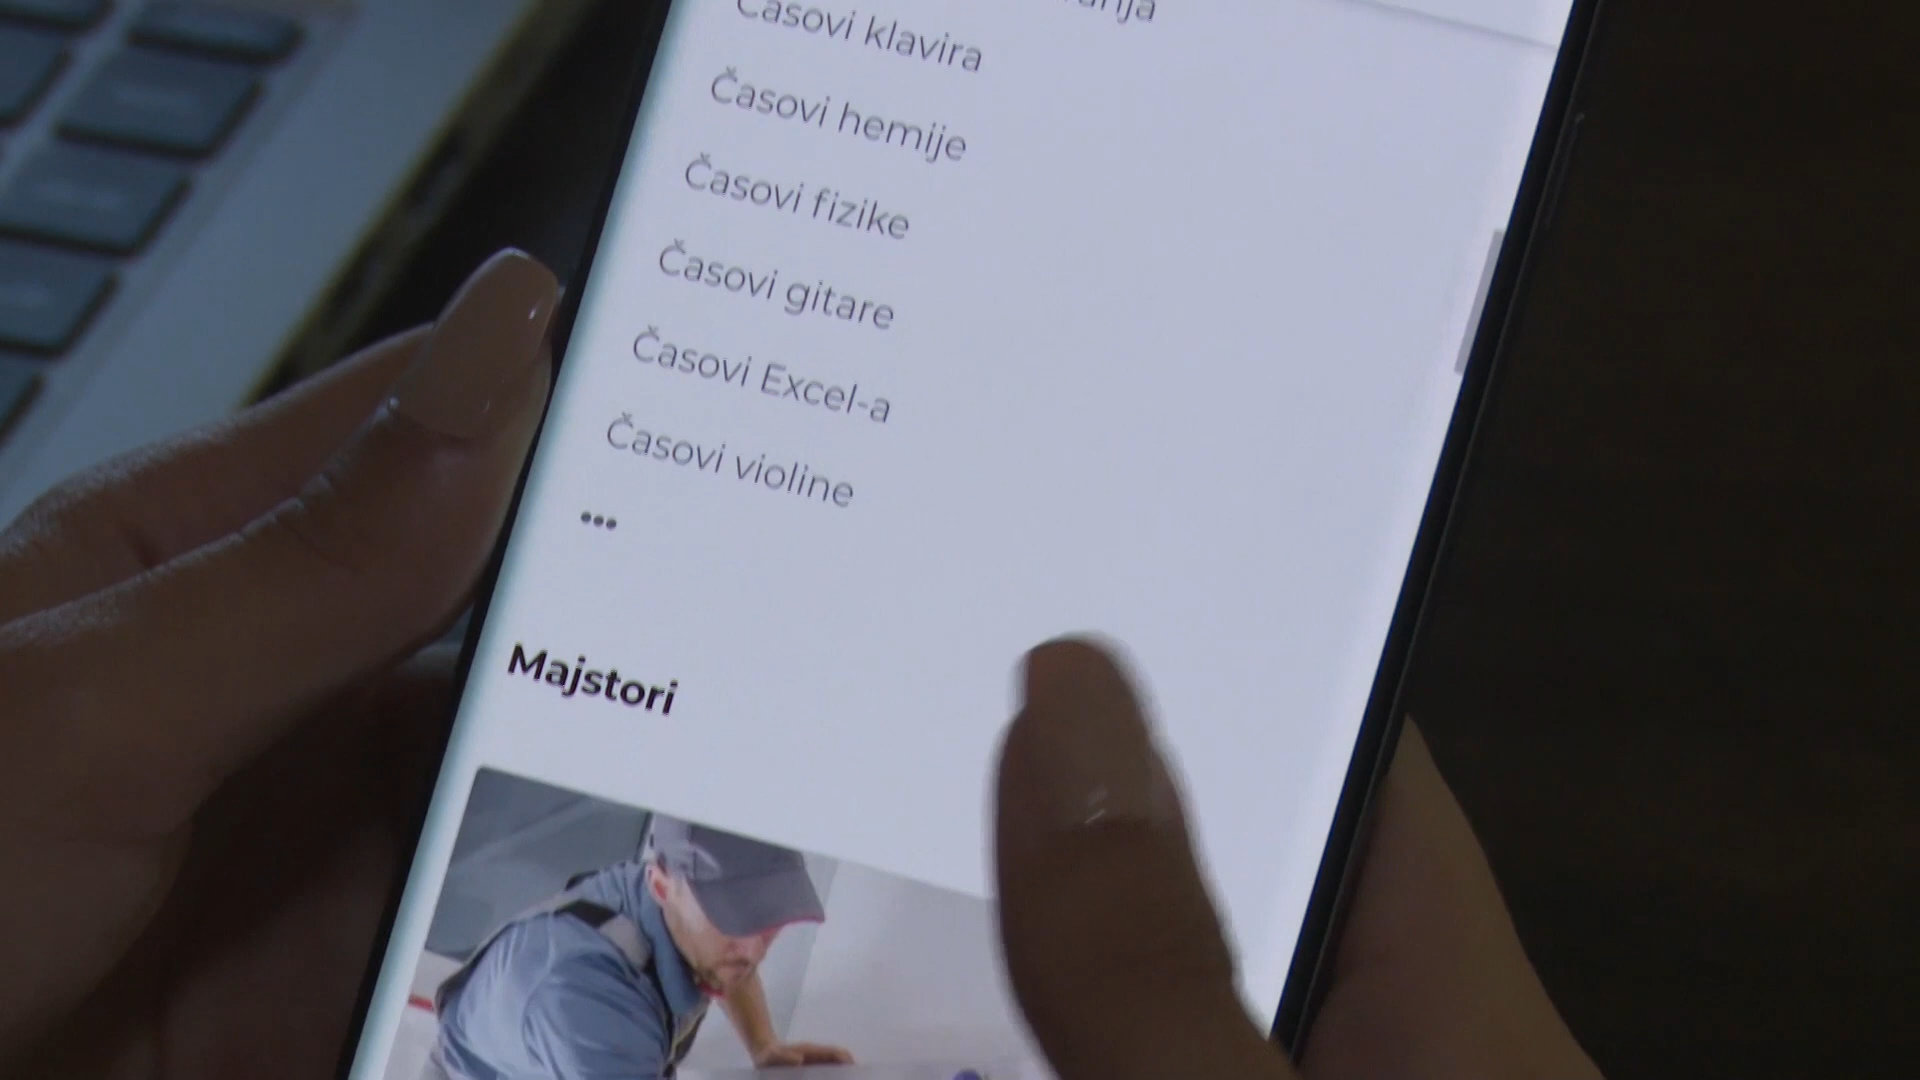 Časovi klavira
Časovi hemije
Časovi fizike
Časovi gitare
Časovi Excel-a
Časovi violine
•••
Majstori